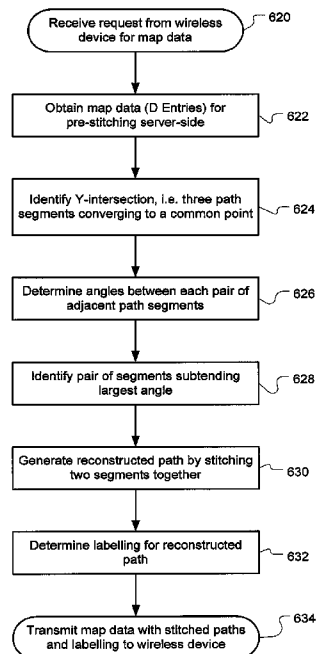 Receive request from wireless
device for map data
620
Obtain map data (D Entries) for
pre-stitching server-side
622
Identify Y-intersection, i.e. three path
segments converging to a common point
624
Determine angles between each pair of
adjacent path segments
626
Identify pair of segments subtending
largest angle
628
Generate reconstructed path by stitching
two segments together
630
Determine labelling for reconstructed
path
632
Transmit map data with stitched paths
and labelling to wireless device
634